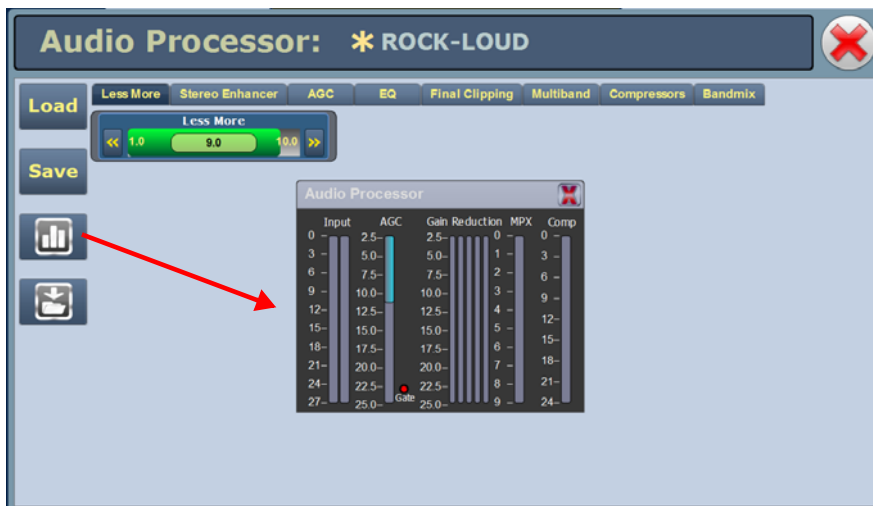 Audio Processor: * ROCK-LOUD
Load
Save
Less More Stereo Enhancer AGC EQ Final Clipping Multiband Compressors Bandmix
Less More
« 1.0 9.0 10.0 »
Audio Processor
Input AGC Gain Reduction MPX Comp
0 2.5 2.5 0 0
3 5.0 5.0 1 3
6 7.5 7.5 2 6
9 10.0 10.0 3 9
12 12.5 12.5 4 12
15 15.0 15.0 5 15
18 17.5 17.5 6 18
21 20.0 20.0 7 21
24 22.5 22.5 8 24
27 25.0 Gate 25.0 9